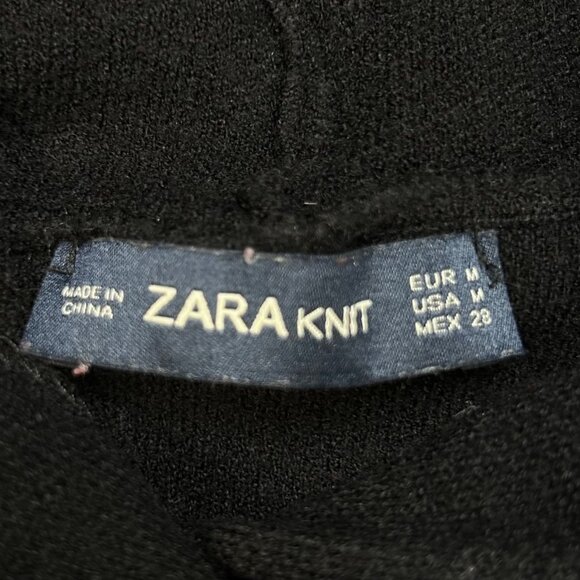 MADE IN
CHINA
ZARA KNIT
EUR M
USA M
MEX 28